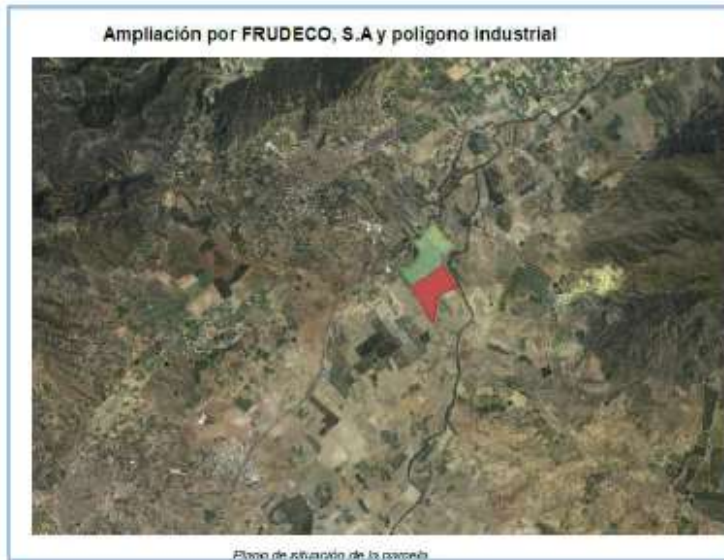 Ampliación por FRUDECO, S.A y polígono industrial
Plano de situación de la parcela